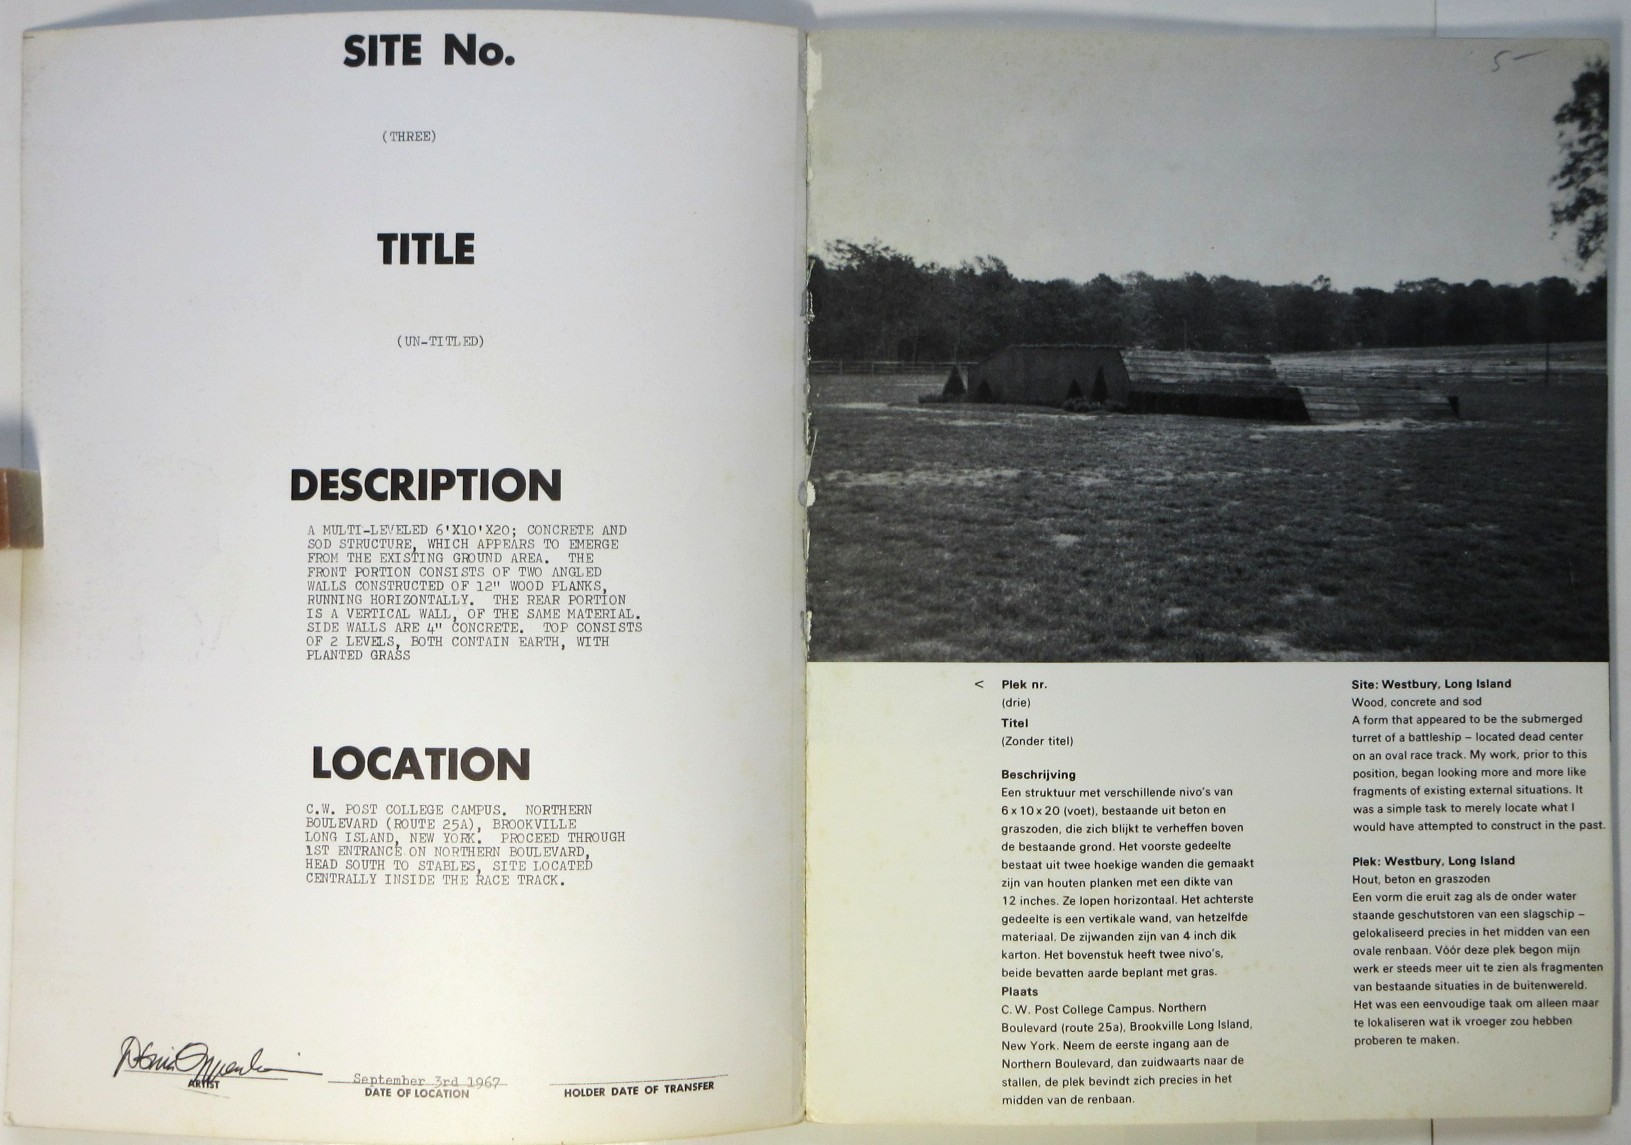 SITE No.
(THREE)
TITLE
(UN-TITLED)
DESCRIPTION
A MULTI-LEVELED 6'X10'X20; CONCRETE AND
SOD STRUCTURE, WHICH APPEARS TO EMERGE
FROM THE EXISTING GROUND AREA. THE
FRONT PORTION CONSISTS OF TWO ANGLED
WALLS CONSTRUCTED OF 12" WOOD PLANKS,
RUNNING HORIZONTALLY. THE REAR PORTION
IS A VERTICAL WALL, OF THE SAME MATERIAL.
SIDE WALLS ARE 4" CONCRETE. TOP CONSISTS
OF 2 LEVELS, BOTH CONTAIN EARTH, WITH
PLANTED GRASS
LOCATION
C.W. POST COLLEGE CAMPUS. NORTHERN
BOULEVARD (ROUTE 25A), BROOKVILLE
LONG ISLAND, NEW YORK. PROCEED THROUGH
1ST ENTRANCE ON NORTHERN BOULEVARD,
HEAD SOUTH TO STABLES, SITE LOCATED
CENTRALLY INSIDE THE RACE TRACK.
Dennis Oppenheim
ARTIST
September 3rd 1967
DATE OF LOCATION
HOLDER DATE OF TRANSFER
5-
< Plek nr.
(drie)
Titel
(Zonder titel)
Beschrijving
Een struktuur met verschillende nivo's van
6 x 10 x 20 (voet), bestaande uit beton en
graszoden, die zich blijkt te verheffen boven
de bestaande grond. Het voorste gedeelte
bestaat uit twee hoekige wanden die gemaakt
zijn van houten planken met een dikte van
12 inches. Ze lopen horizontaal. Het achterste
gedeelte is een vertikale wand, van hetzelfde
materiaal. De zijwanden zijn van 4 inch dik
karton. Het bovenstuk heeft twee nivo's,
beide bevatten aarde beplant met gras.
Plaats
C. W. Post College Campus. Northern
Boulevard (route 25a), Brookville Long Island,
New York. Neem de eerste ingang aan de
Northern Boulevard, dan zuidwaarts naar de
stallen, de plek bevindt zich precies in het
midden van de renbaan.
Site: Westbury, Long Island
Wood, concrete and sod
A form that appeared to be the submerged
turret of a battleship – located dead center
on an oval race track. My work, prior to this
position, began looking more and more like
fragments of existing external situations. It
was a simple task to merely locate what I
would have attempted to construct in the past.
Plek: Westbury, Long Island
Hout, beton en graszoden
Een vorm die eruit zag als de onder water
staande geschutstoren van een slagschip –
gelokaliseerd precies in het midden van een
ovale renbaan. Vóór deze plek begon mijn
werk er steeds meer uit te zien als fragmenten
van bestaande situaties in de buitenwereld.
Het was een eenvoudige taak om alleen maar
te lokaliseren wat ik vroeger zou hebben
proberen te maken.